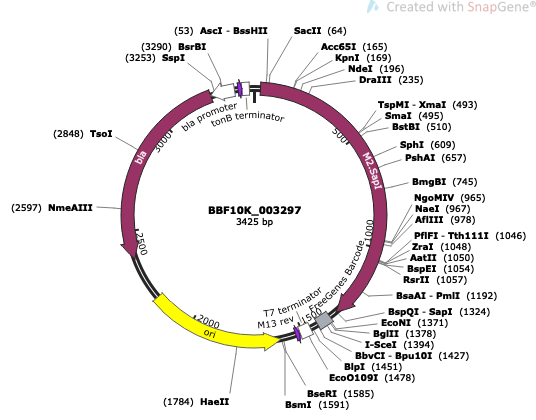 Created with SnapGene®
(53) AscI - BssHII
SacII (64)
(3290) BsrBI
(3253) SspI
Acc65I (165)
KpnI (169)
NdeI (196)
DraIII (235)
bla promoter
tonB terminator
TspMI - XmaI (493)
SmaI (495)
BstBI (510)
SphI (609)
PshAI (657)
BmgBI (745)
(2848) TsoI
3000
500
bla
M2.SapI
(2597) NmeAIII
BBF10K_003297
3425 bp
NgoMIV (965)
NaeI (967)
AflIII (978)
PflFI - Tth111I (1046)
ZraI (1048)
AatII (1050)
BspEI (1054)
RsrII (1057)
2500
1000
BsaAI - PmlI (1192)
FreeGenes Barcode
T7 terminator
M13 rev
1500
2000
ori
BspQI - SapI (1324)
EcoNI (1371)
BglII (1378)
I-SceI (1394)
BbvCI - Bpu10I (1427)
BlpI (1451)
EcoO109I (1478)
(1784) HaeII
BseRI (1585)
BsmI (1591)